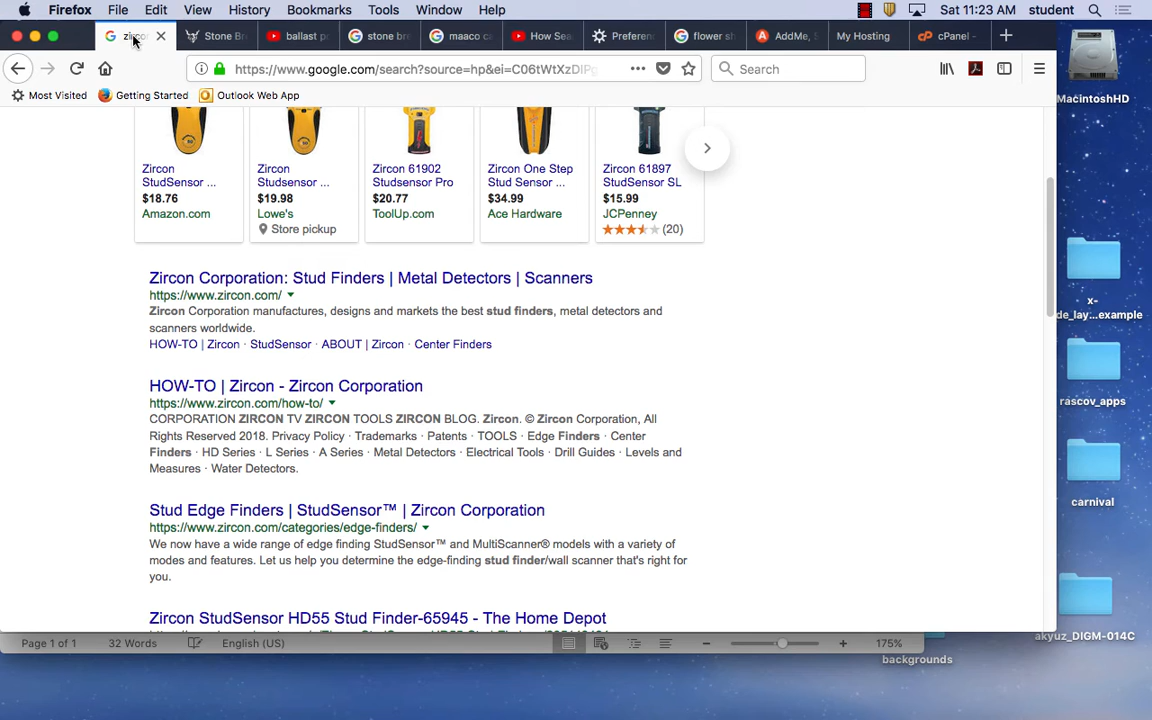 Firefox File Edit View History Bookmarks Tools Window Help Sat 11:23 AM student
zirco Stone Br ballast po stone bre maaco ca How Sea Preferen flower sh AddMe, S My Hosting cPanel -
https://www.google.com/search?source=hp&ei=C06tWtXzDIPg Search
Most Visited Getting Started Outlook Web App
MacintoshHD
Zircon StudSensor ... Zircon Studsensor ... Zircon 61902 Studsensor Pro Zircon One Step Stud Sensor ... Zircon 61897 StudSensor SL
$18.76 $19.98 $20.77 $34.99 $15.99
Amazon.com Lowe's ToolUp.com Ace Hardware JCPenney
Store pickup (20)
Zircon Corporation: Stud Finders | Metal Detectors | Scanners
https://www.zircon.com/
Zircon Corporation manufactures, designs and markets the best stud finders, metal detectors and
scanners worldwide.
HOW-TO | Zircon · StudSensor · ABOUT | Zircon · Center Finders
HOW-TO | Zircon - Zircon Corporation
https://www.zircon.com/how-to/
CORPORATION ZIRCON TV ZIRCON TOOLS ZIRCON BLOG. Zircon. © Zircon Corporation, All
Rights Reserved 2018. Privacy Policy · Trademarks · Patents · TOOLS · Edge Finders · Center
Finders · HD Series · L Series · A Series · Metal Detectors · Electrical Tools · Drill Guides · Levels and
Measures · Water Detectors.
Stud Edge Finders | StudSensor™ | Zircon Corporation
https://www.zircon.com/categories/edge-finders/
We now have a wide range of edge finding StudSensor™ and MultiScanner® models with a variety of
modes and features. Let us help you determine the edge-finding stud finder/wall scanner that's right for
you.
Zircon StudSensor HD55 Stud Finder-65945 - The Home Depot
x-
de_lay...example
rascov_apps
carnival
akyuz_DIGM-014C
Page 1 of 1 32 Words English (US) 175%
backgrounds